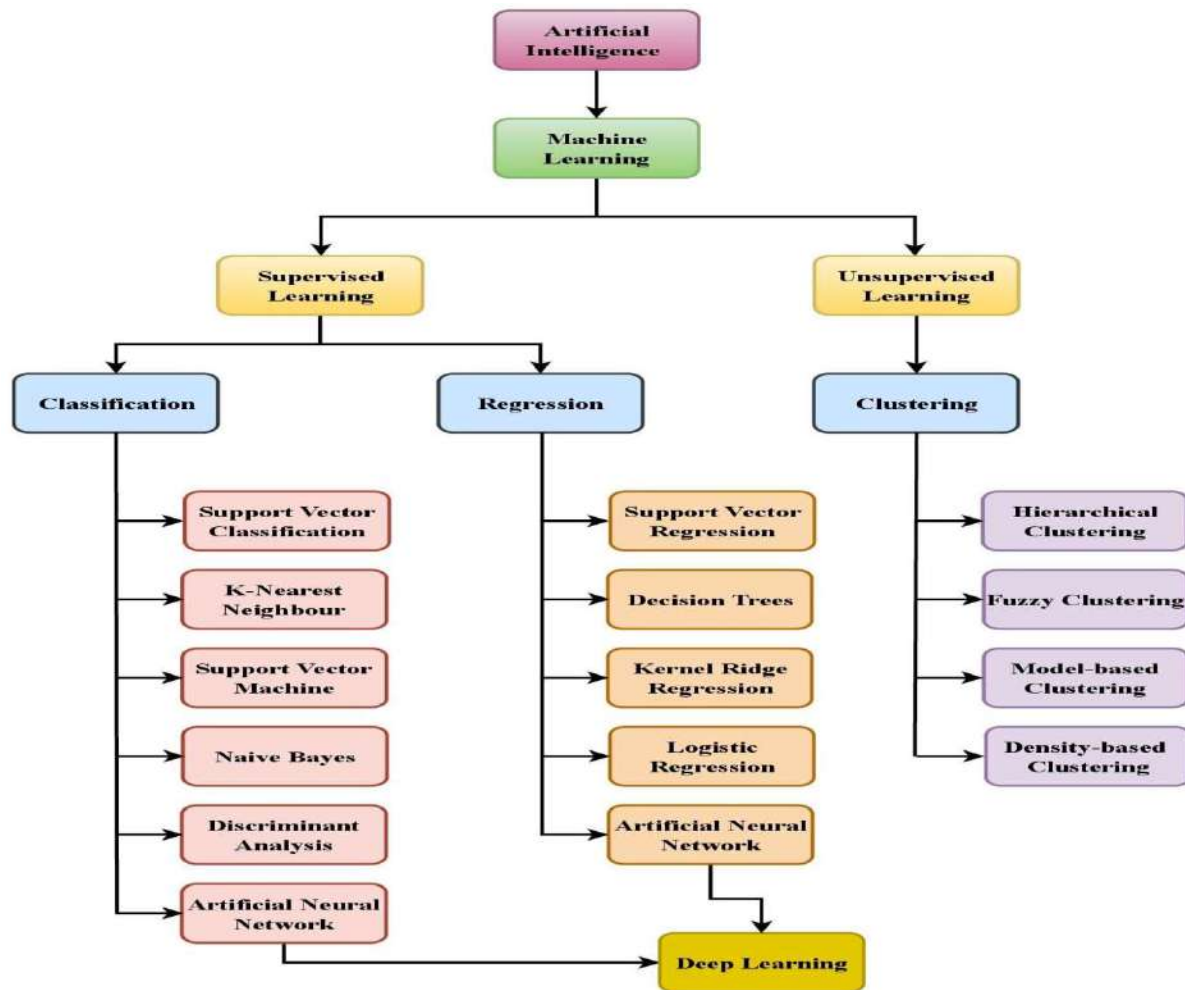 Artificial
Intelligence
Machine
Learning
Supervised
Learning
Unsupervised
Learning
Classification
Regression
Clustering
Support Vector
Classification
K-Nearest
Neighbour
Support Vector
Machine
Naive Bayes
Discriminant
Analysis
Artificial Neural
Network
Support Vector
Regression
Decision Trees
Kernel Ridge
Regression
Logistic
Regression
Artificial Neural
Network
Hierarchical
Clustering
Fuzzy Clustering
Model-based
Clustering
Density-based
Clustering
Deep Learning